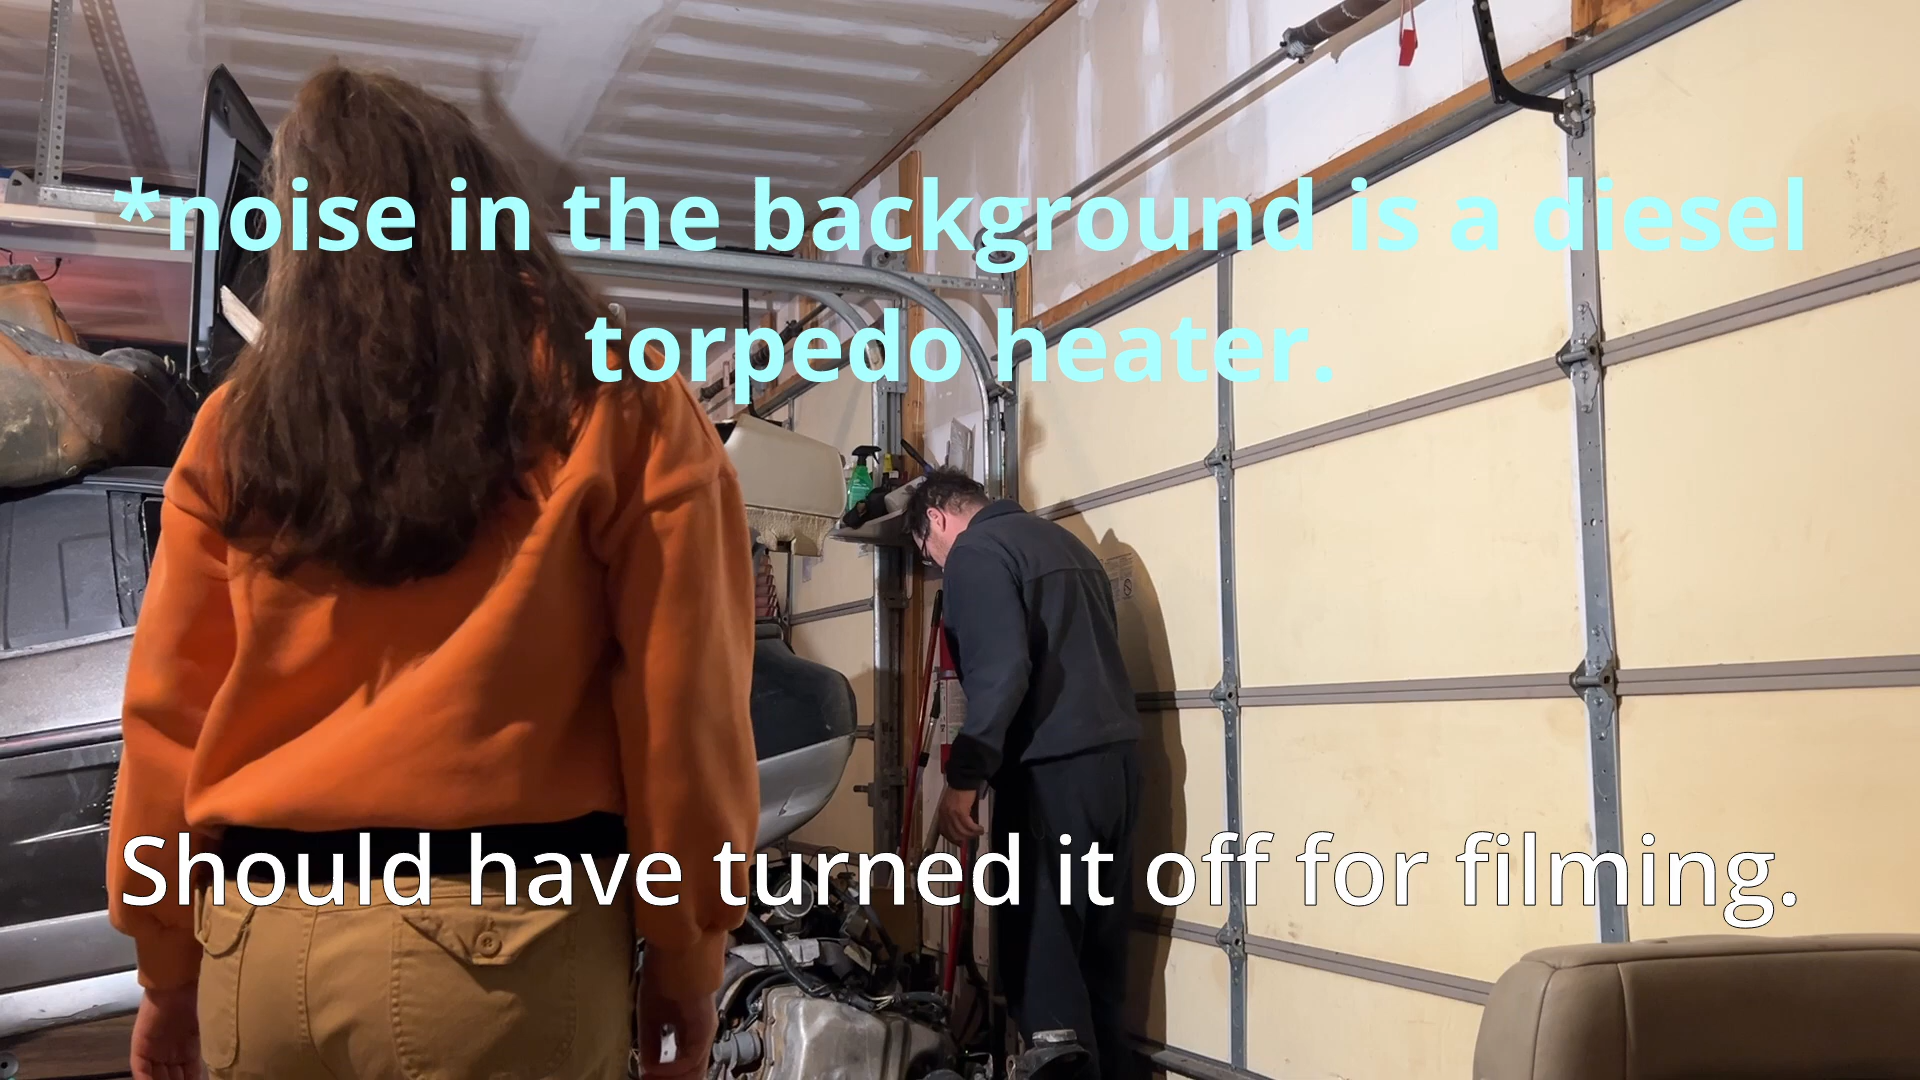 *noise in the background is a diesel
torpedo heater.
Should have turned it off for filming.